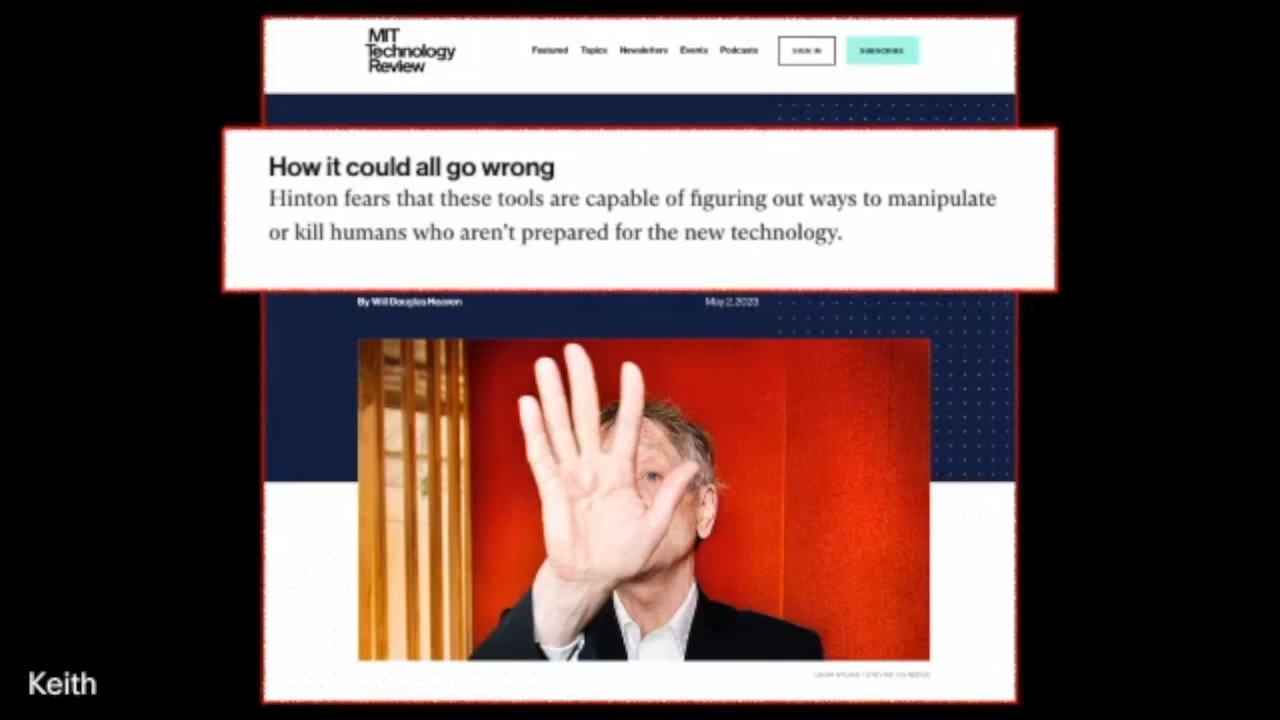 MIT
Technology
Review
Featured Topics Newsletters Events Podcasts SIGN IN SUBSCRIBE
How it could all go wrong
Hinton fears that these tools are capable of figuring out ways to manipulate
or kill humans who aren't prepared for the new technology.
By Will Douglas Heaven May 2, 2023
Keith